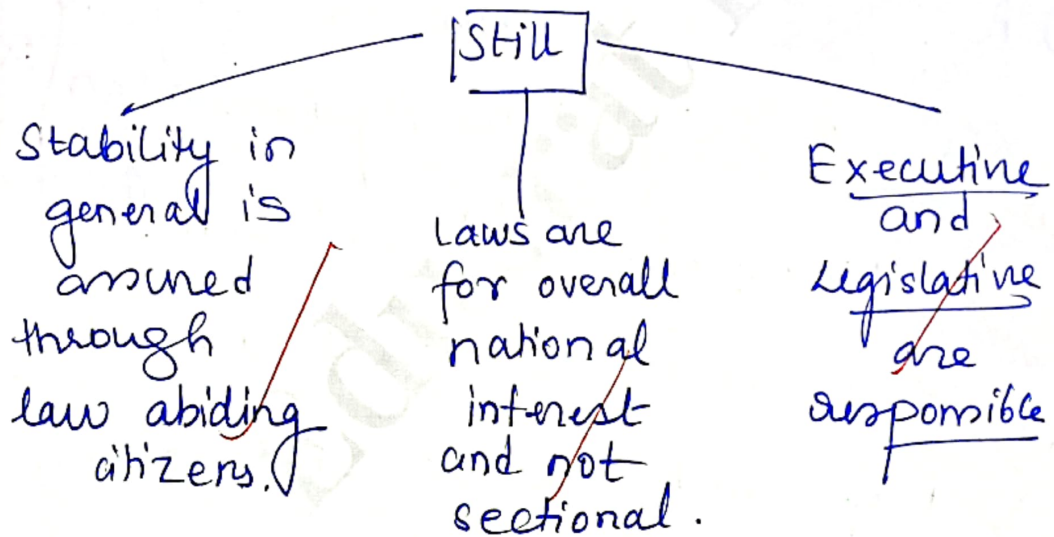 Still
Stability in
general is
assured
through
law abiding
citizens.
Laws are
for overall
national
interest
and not
sectional.
Executive
and
Legislative
are
responsible